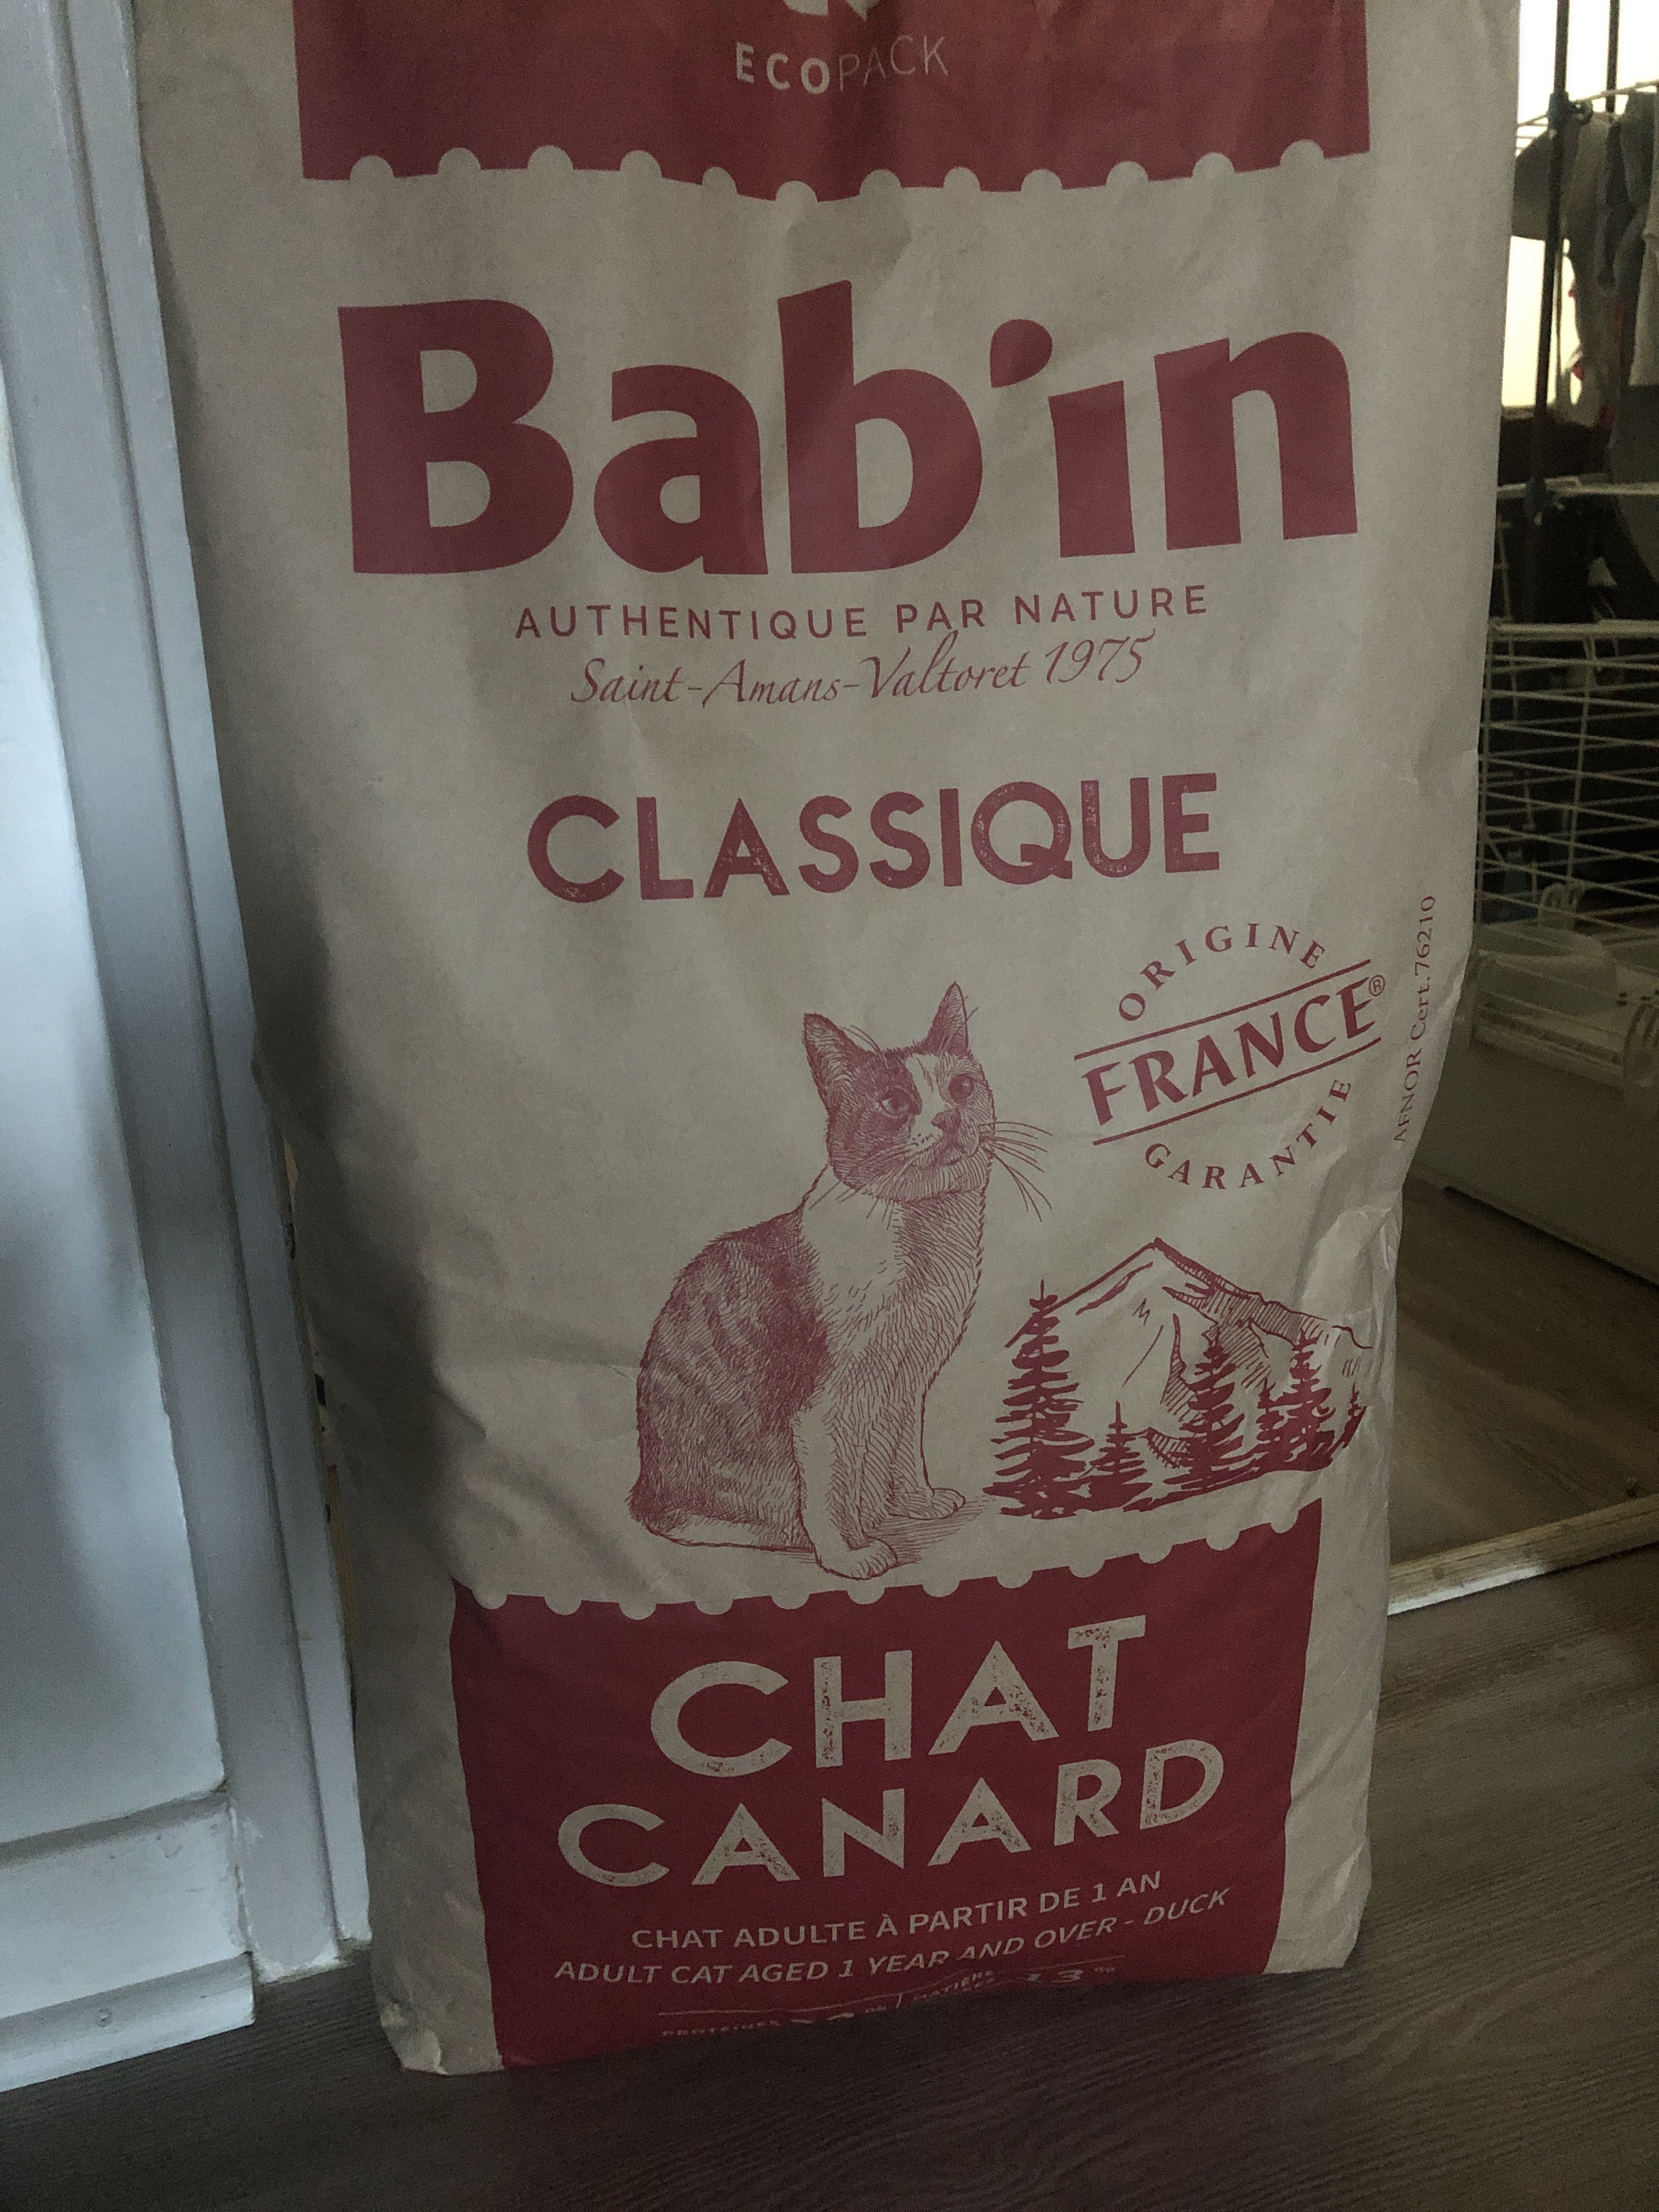 ECOPACK
Bab'in
AUTHENTIQUE PAR NATURE
Saint-Amans-Valtoret 1975
CLASSIQUE
ORIGINE
FRANCE®
GARANTIE
AFNOR Cert.76210
CHAT
CANARD
CHAT ADULTE À PARTIR DE 1 AN
ADULT CAT AGED 1 YEAR AND OVER - DUCK
PROTÉINES